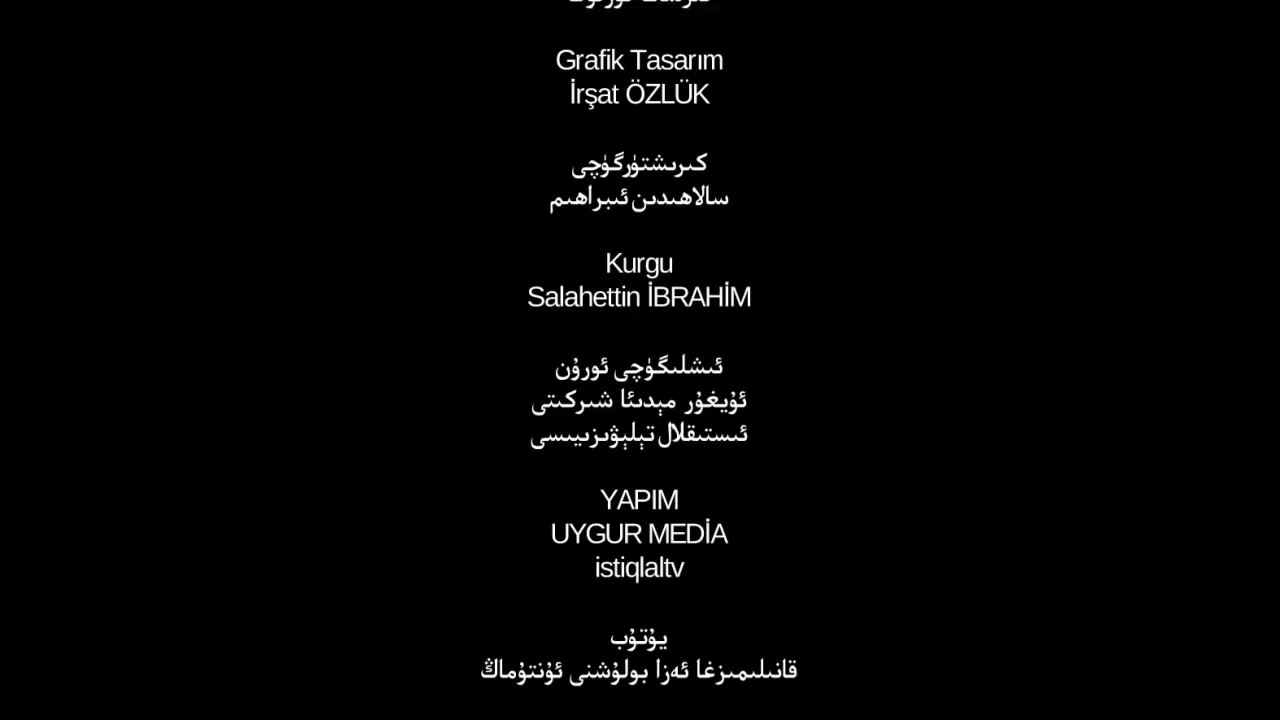 Grafik Tasarım
İrşat ÖZLÜK
كىرىشتۈرگۈچى
سالاھىدىن ئىبراھىم
Kurgu
Salahettin İBRAHİM
ئىشلىگۈچى ئورۇن
ئۇيغۇر مېدىئا شىركىتى
ئىستىقلال تېلېۋىزىيىسى
YAPIM
UYGUR MEDİA
istiqlaltv
يۇتۇب
قانىلىمىزغا ئەزا بولۇشنى ئۇنتۇماڭ